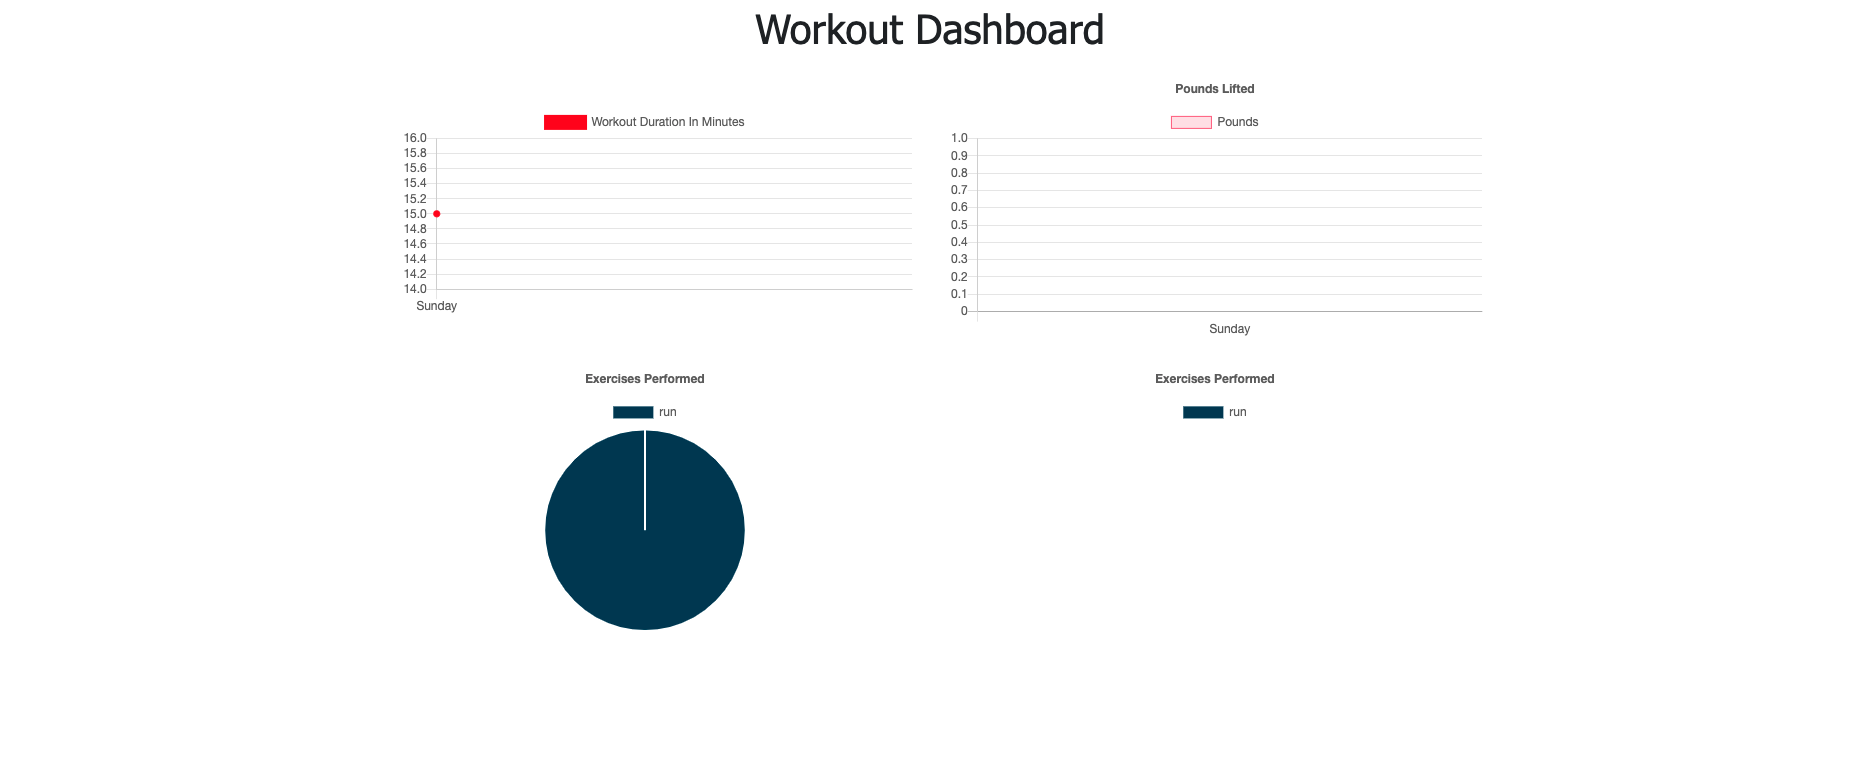 Workout Dashboard
Workout Duration In Minutes
16.0
15.8
15.6
15.4
15.2
15.0
14.8
14.6
14.4
14.2
14.0
Sunday
Pounds Lifted
Pounds
1.0
0.9
0.8
0.7
0.6
0.5
0.4
0.3
0.2
0.1
0
Sunday
Exercises Performed
run
Exercises Performed
run